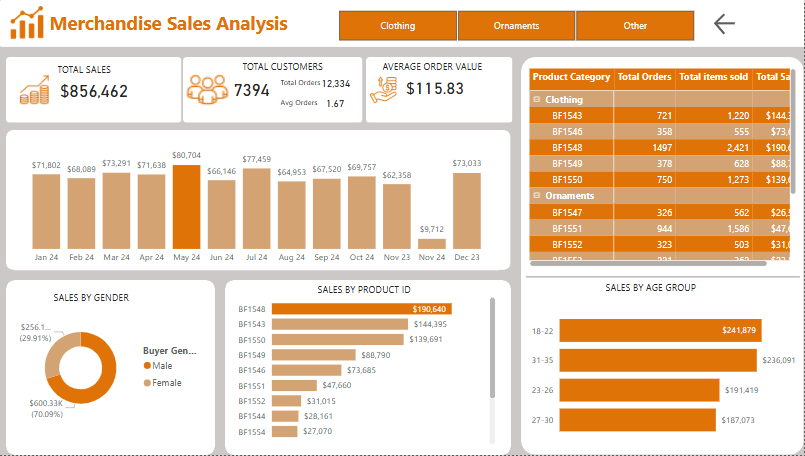 Merchandise Sales Analysis
Clothing
Ornaments
Other
TOTAL SALES
$856,462
TOTAL CUSTOMERS
7394
Total Orders 12,334
Avg Orders 1.67
AVERAGE ORDER VALUE
$115.83
$71,802 $68,089 $73,291 $71,638 $80,704 $66,146 $77,459 $64,953 $67,520 $69,757 $62,358 $9,712 $73,033
Jan 24 Feb 24 Mar 24 Apr 24 May 24 Jun 24 Jul 24 Aug 24 Sep 24 Oct 24 Nov 23 Nov 24 Dec 23
Product Category Total Orders Total items sold Total Sa
Clothing
BF1543 721 1,220 $144,3
BF1546 358 555 $73,6
BF1548 1497 2,421 $190,6
BF1549 378 628 $88,7
BF1550 750 1,273 $139,6
Ornaments
BF1547 326 562 $26,5
BF1551 944 1,586 $47,6
BF1552 323 503 $31,0
SALES BY GENDER
$256.1...
(29.91%)
$600.33K
(70.09%)
Buyer Gen...
Male
Female
SALES BY PRODUCT ID
BF1548 $190,640
BF1543 $144,395
BF1550 $139,691
BF1549 $88,790
BF1546 $73,685
BF1551 $47,660
BF1552 $31,015
BF1544 $28,161
BF1554 $27,070
SALES BY AGE GROUP
18-22 $241,879
31-35 $236,091
23-26 $191,419
27-30 $187,073